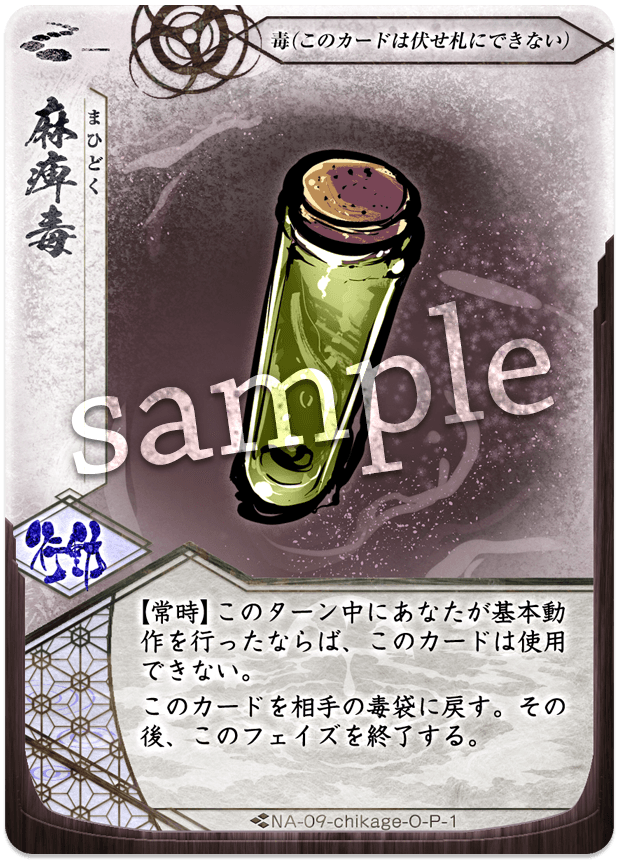 毒(このカードは伏せ札にできない)
麻痺毒
まひどく
sample
行動
【常時】このターン中にあなたが基本動
作を行ったならば、このカードは使用
できない。
このカードを相手の毒袋に戻す。その
後、このフェイズを終了する。
NA-09-chikage-O-P-1